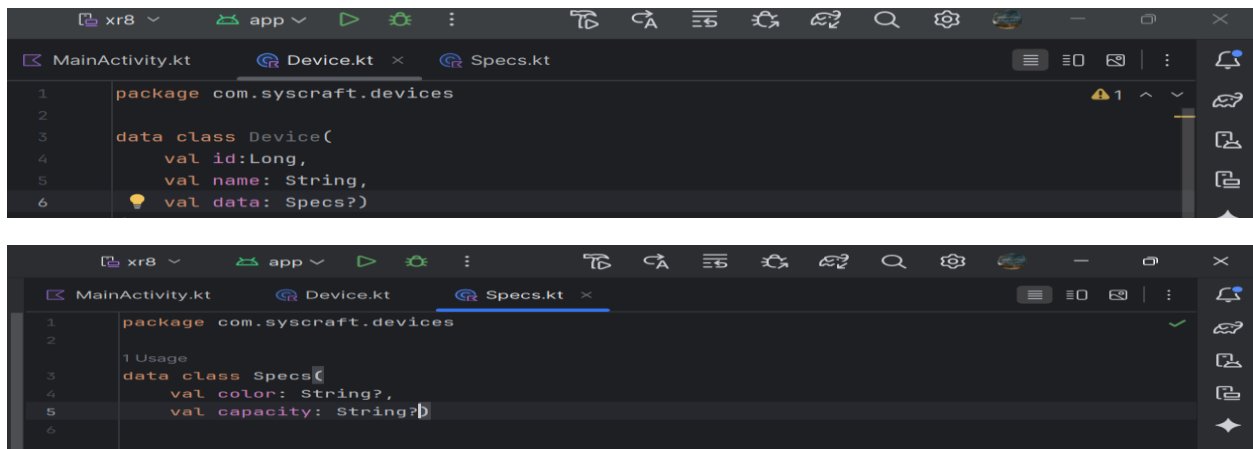 xr8 app
MainActivity.kt Device.kt Specs.kt
1 package com.syscraft.devices 1
2
3 data class Device(
4 val id:Long,
5 val name: String,
6 val data: Specs?)
xr8 app
MainActivity.kt Device.kt Specs.kt
1 package com.syscraft.devices
2
1 Usage
3 data class Specs(
4 val color: String?,
5 val capacity: String?)
6